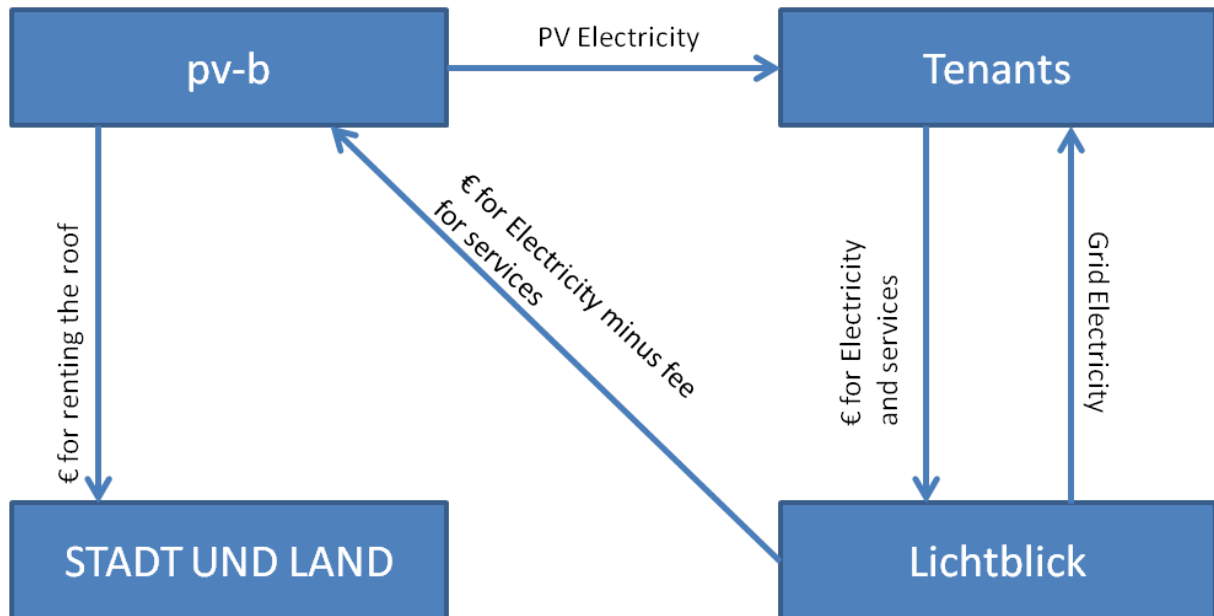 pv-b
PV Electricity
Tenants
€ for renting the roof
€ for Electricity minus fee
for services
€ for Electricity
and services
Grid Electricity
STADT UND LAND
Lichtblick